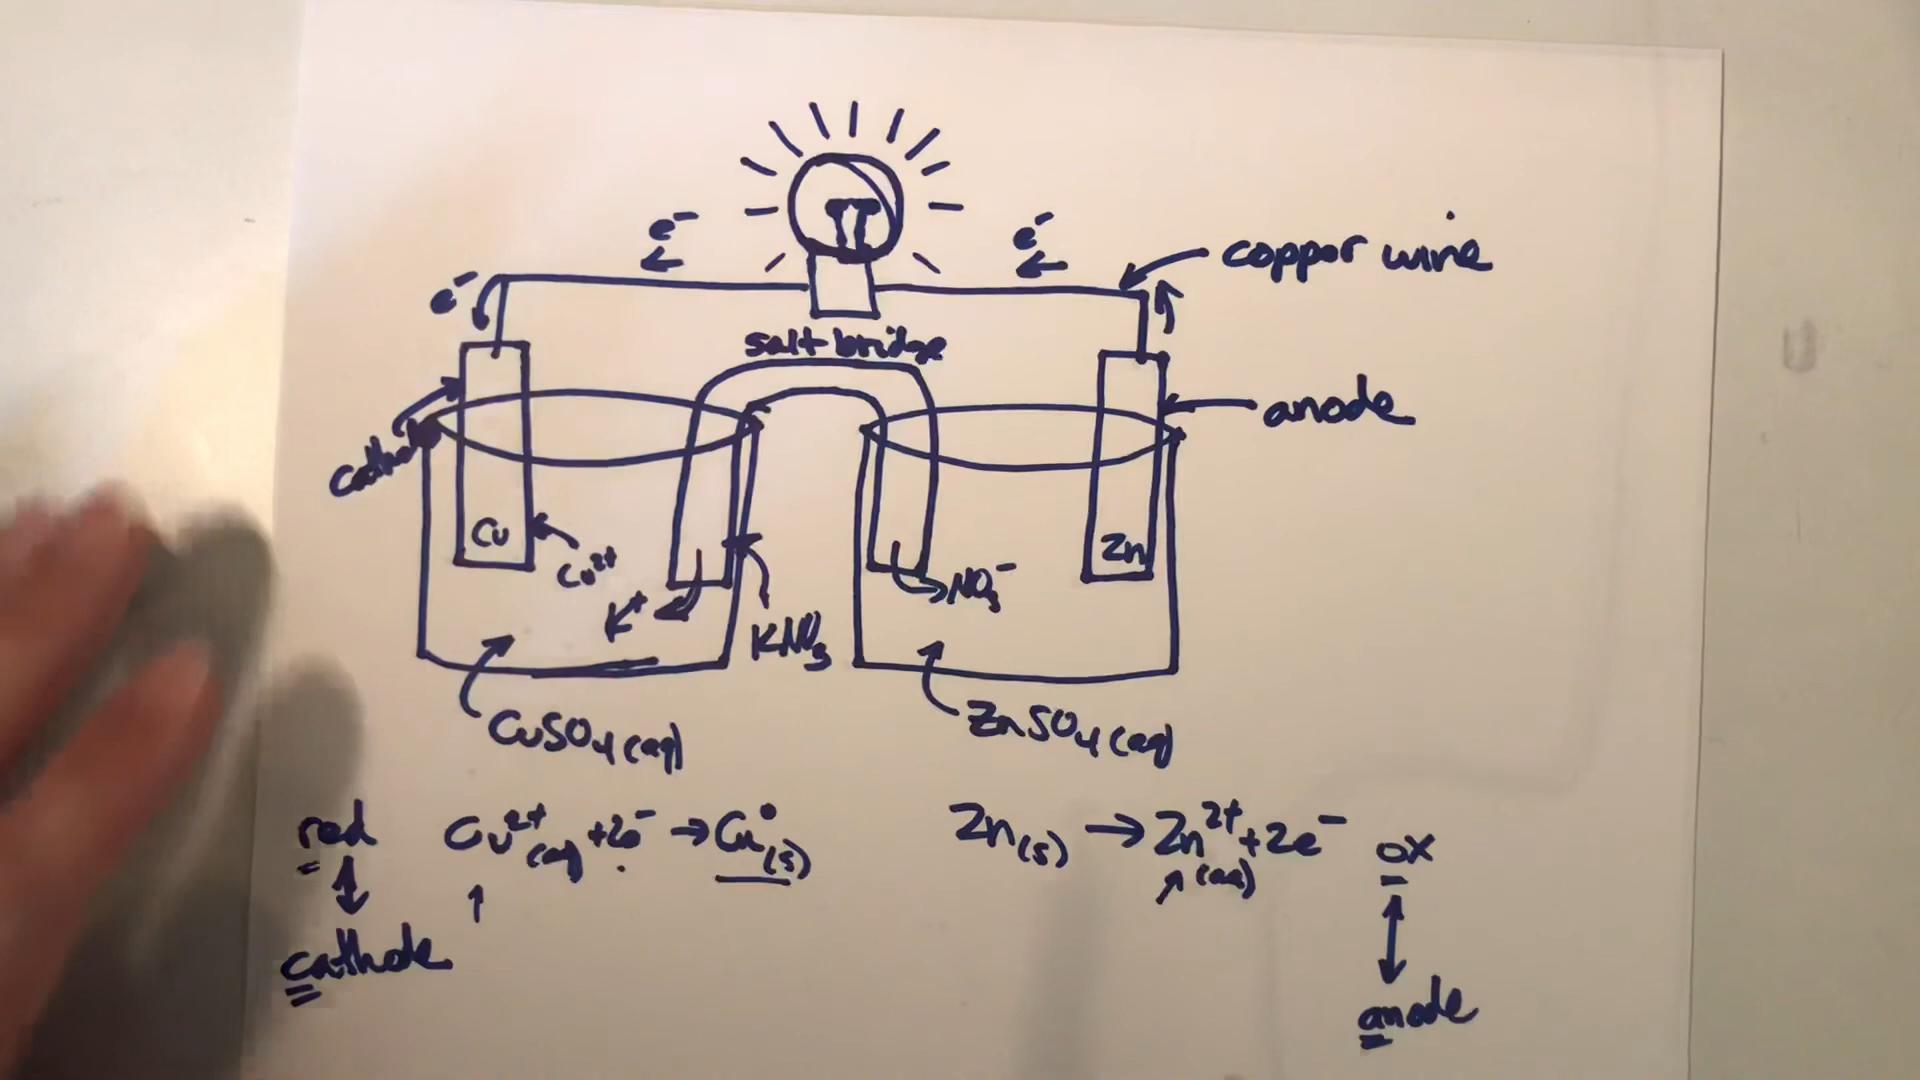 e⁻
e⁻
e⁻
coppor wire
salt bridge
cathode
anode
Cu
Cu²⁺
K⁺
KNO₃
NO₃⁻
Zn
CuSO₄(aq)
ZnSO₄(aq)
red
Cu²⁺(aq) + 2e⁻ → Cu°(s)
Zn(s) → Zn²⁺(aq) + 2e⁻
ox
cathode
anode